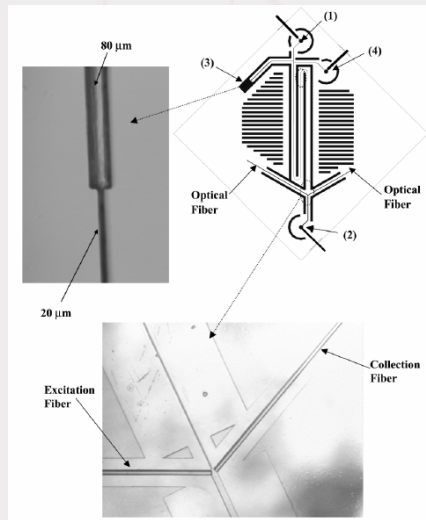 80 μm
(1)
(4)
(3)
Optical
Fiber
Optical
Fiber
(2)
20 μm
Collection
Fiber
Excitation
Fiber